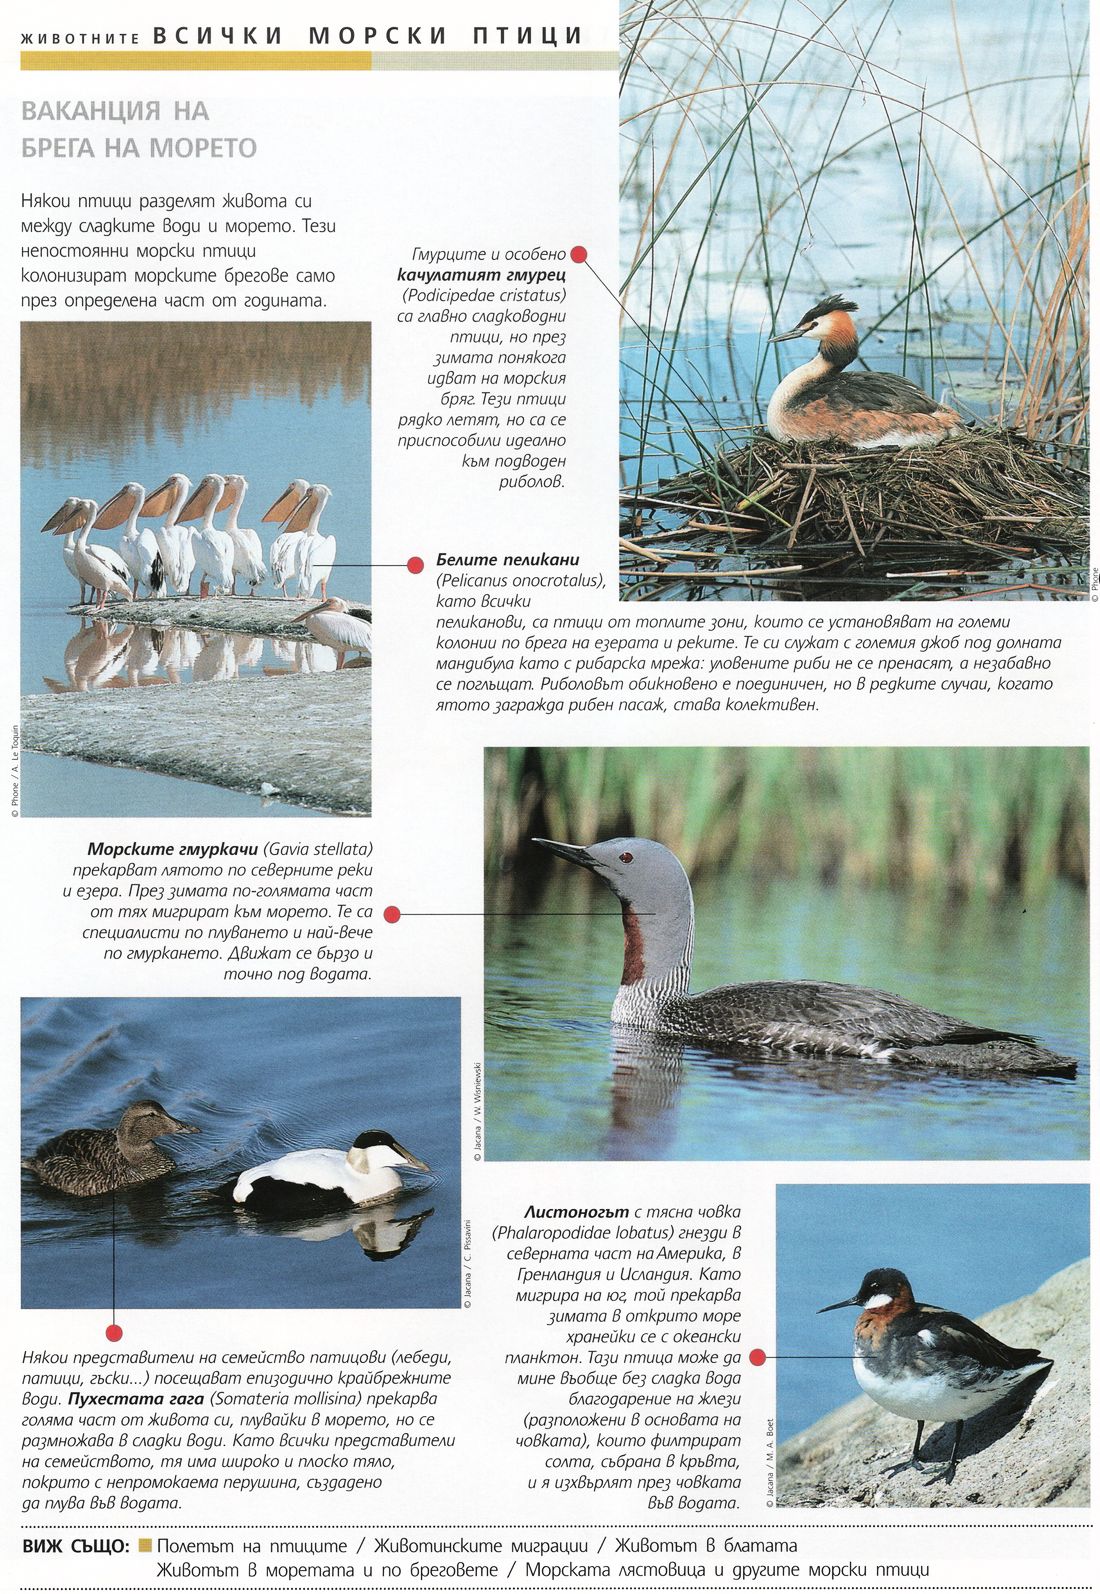 ЖИВОТНИТЕ ВСИЧКИ МОРСКИ ПТИЦИ
ВАКАНЦИЯ НА
БРЕГА НА МОРЕТО
Някои птици разделят живота си
между сладките води и морето. Тези
непостоянни морски птици
колонизират морските брегове само
през определена част от годината.
Гмурците и особено
качулатият гмурец
(Podicipedae cristatus)
са главно сладководни
птици, но през
зимата понякога
идват на морския
бряг. Тези птици
рядко летят, но са се
приспособили идеално
към подводен
риболов.
© Phone
Белите пеликани
(Pelicanus onocrotalus),
като всички
пеликанови, са птици от топлите зони, които се установяват на големи
колонии по брега на езерата и реките. Те си служат с големия джоб под долната
мандибула като с рибарска мрежа: уловените риби не се пренасят, а незабавно
се поглъщат. Риболовът обикновено е поединичен, но в редките случаи, когато
ятото загражда рибен пасаж, става колективен.
© Phone / A. Le Toquin
Морските гмуркачи (Gavia stellata)
прекарват лятото по северните реки
и езера. През зимата по-голямата част
от тях мигрират към морето. Те са
специалисти по плуването и най-вече
по гмуркането. Движат се бързо и
точно под водата.
© Jacana / W. Wisniewski
© Jacana / C. Pissavini
Някои представители на семейство патицови (лебеди,
патици, гъски...) посещават епизодично крайбрежните
води. Пухестата гага (Somateria mollisina) прекарва
голяма част от живота си, плувайки в морето, но се
размножава в сладки води. Като всички представители
на семейството, тя има широко и плоско тяло,
покрито с непромокаема перушина, създадено
да плува във водата.
Листоногът с тясна човка
(Phalaropodidae lobatus) гнезди в
северната част на Америка, в
Гренландия и Исландия. Като
мигрира на юг, той прекарва
зимата в открито море
хранейки се с океански
планктон. Тази птица може да
мине въобще без сладка вода
благодарение на жлези
(разположени в основата на
човката), които филтрират
солта, събрана в кръвта,
и я изхвърлят през човката
във водата.
© Jacana / M. A. Boet
ВИЖ СЪЩО: Полетът на птиците / Животинските миграции / Животът в блатата
Животът в моретата и по бреговете / Морската лястовица и другите морски птици